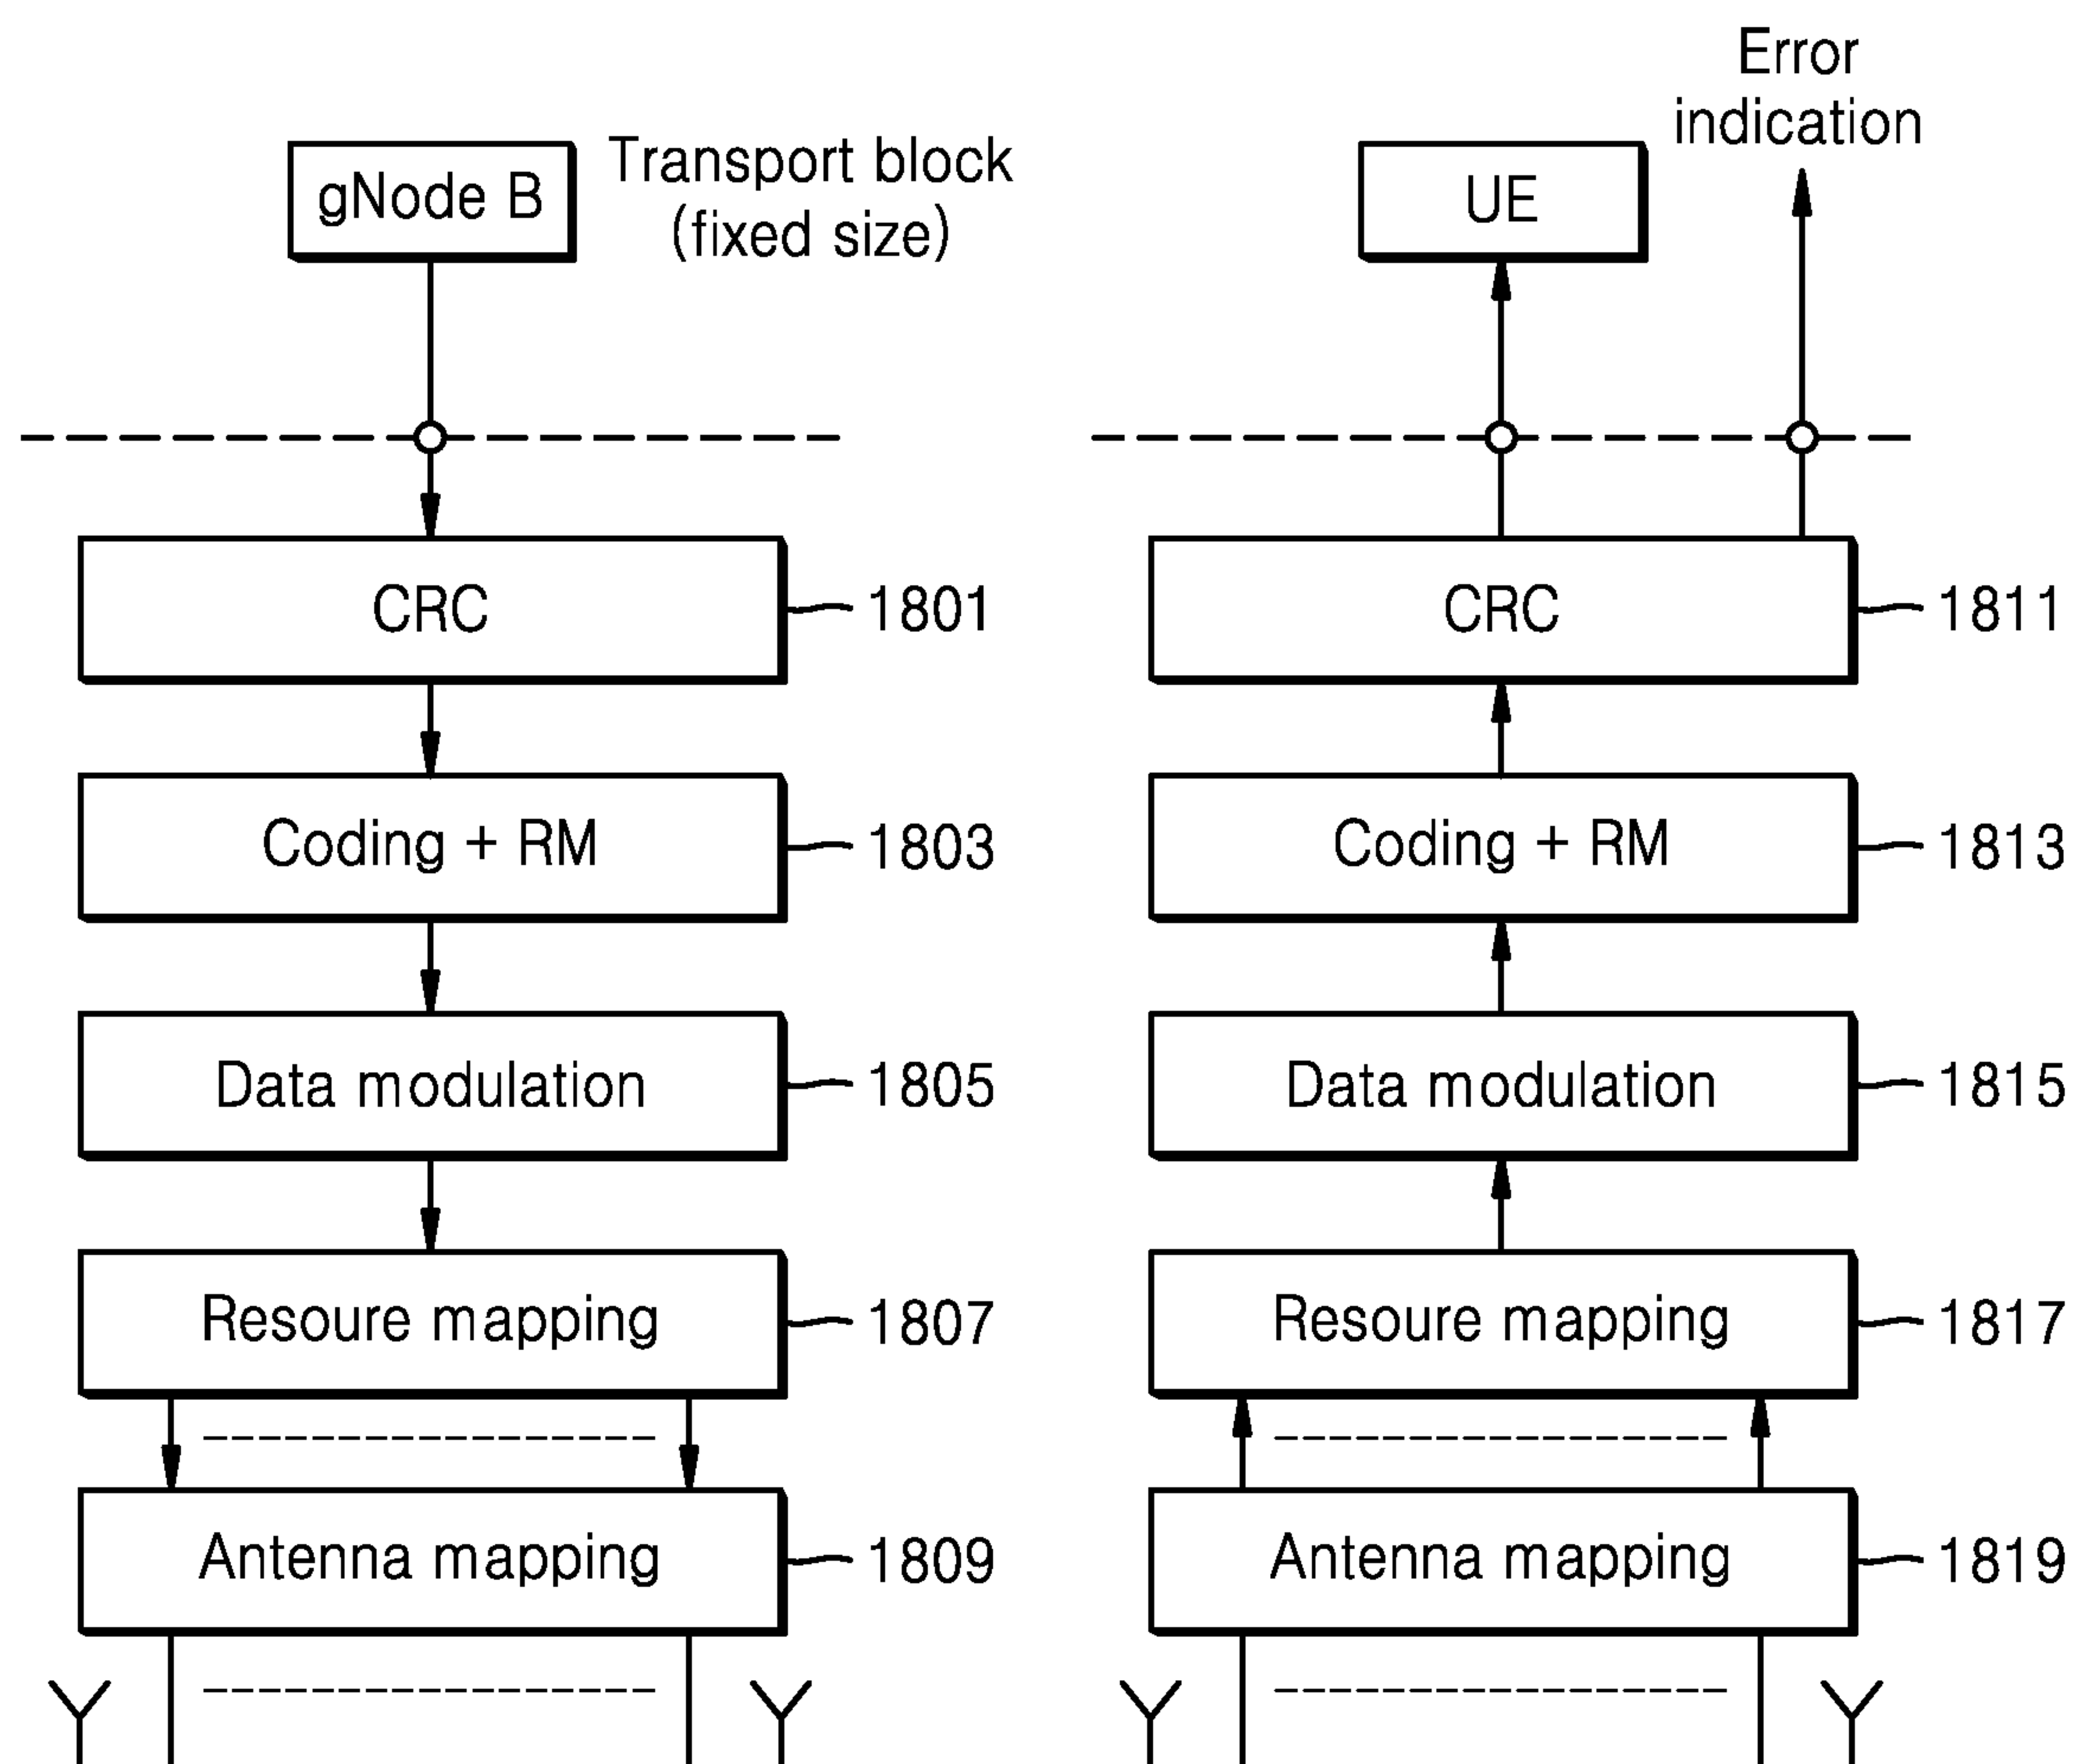 gNode B
Transport block
(fixed size)
CRC
1801
Coding + RM
1803
Data modulation
1805
Resoure mapping
1807
Antenna mapping
1809
Error
indication
UE
CRC
1811
Coding + RM
1813
Data modulation
1815
Resoure mapping
1817
Antenna mapping
1819